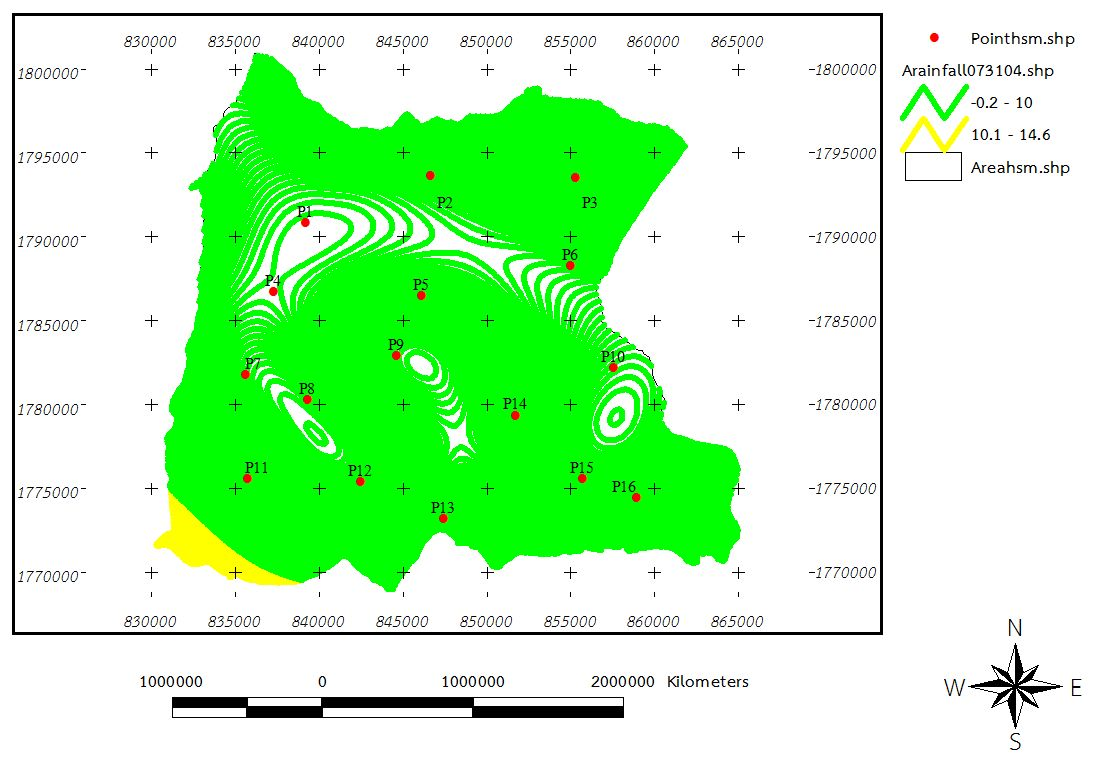 830000 835000 840000 845000 850000 855000 860000 865000
1800000 1800000
1795000 1795000
1790000 1790000
1785000 1785000
1780000 1780000
1775000 1775000
1770000 1770000
830000 835000 840000 845000 850000 855000 860000 865000
P2
P3
P1
P6
P4
P5
P9
P7
P10
P8
P14
P11
P12
P15
P16
P13
Pointhsm.shp
Arainfall073104.shp
-0.2 - 10
10.1 - 14.6
Areahsm.shp
1000000 0 1000000 2000000 Kilometers
N
W E
S